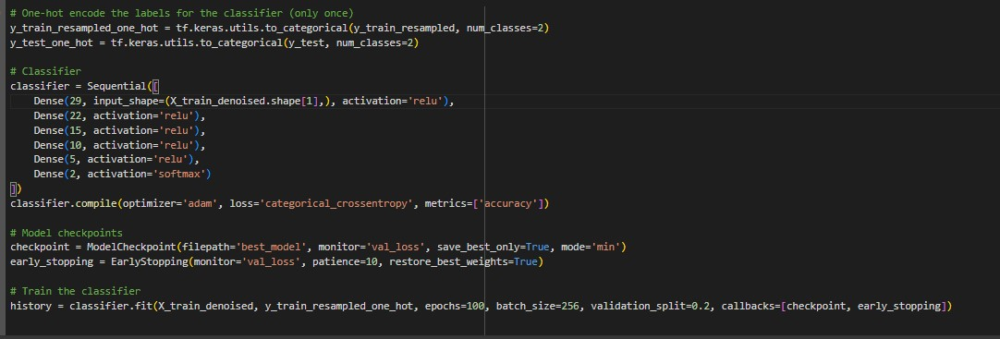 # One-hot encode the labels for the classifier (only once)
y_train_resampled_one_hot = tf.keras.utils.to_categorical(y_train_resampled, num_classes=2)
y_test_one_hot = tf.keras.utils.to_categorical(y_test, num_classes=2)
# Classifier
classifier = Sequential([
    Dense(29, input_shape=(X_train_denoised.shape[1],), activation='relu'),
    Dense(22, activation='relu'),
    Dense(15, activation='relu'),
    Dense(10, activation='relu'),
    Dense(5, activation='relu'),
    Dense(2, activation='softmax')
])
classifier.compile(optimizer='adam', loss='categorical_crossentropy', metrics=['accuracy'])
# Model checkpoints
checkpoint = ModelCheckpoint(filepath='best_model', monitor='val_loss', save_best_only=True, mode='min')
early_stopping = EarlyStopping(monitor='val_loss', patience=10, restore_best_weights=True)
# Train the classifier
history = classifier.fit(X_train_denoised, y_train_resampled_one_hot, epochs=100, batch_size=256, validation_split=0.2, callbacks=[checkpoint, early_stopping])